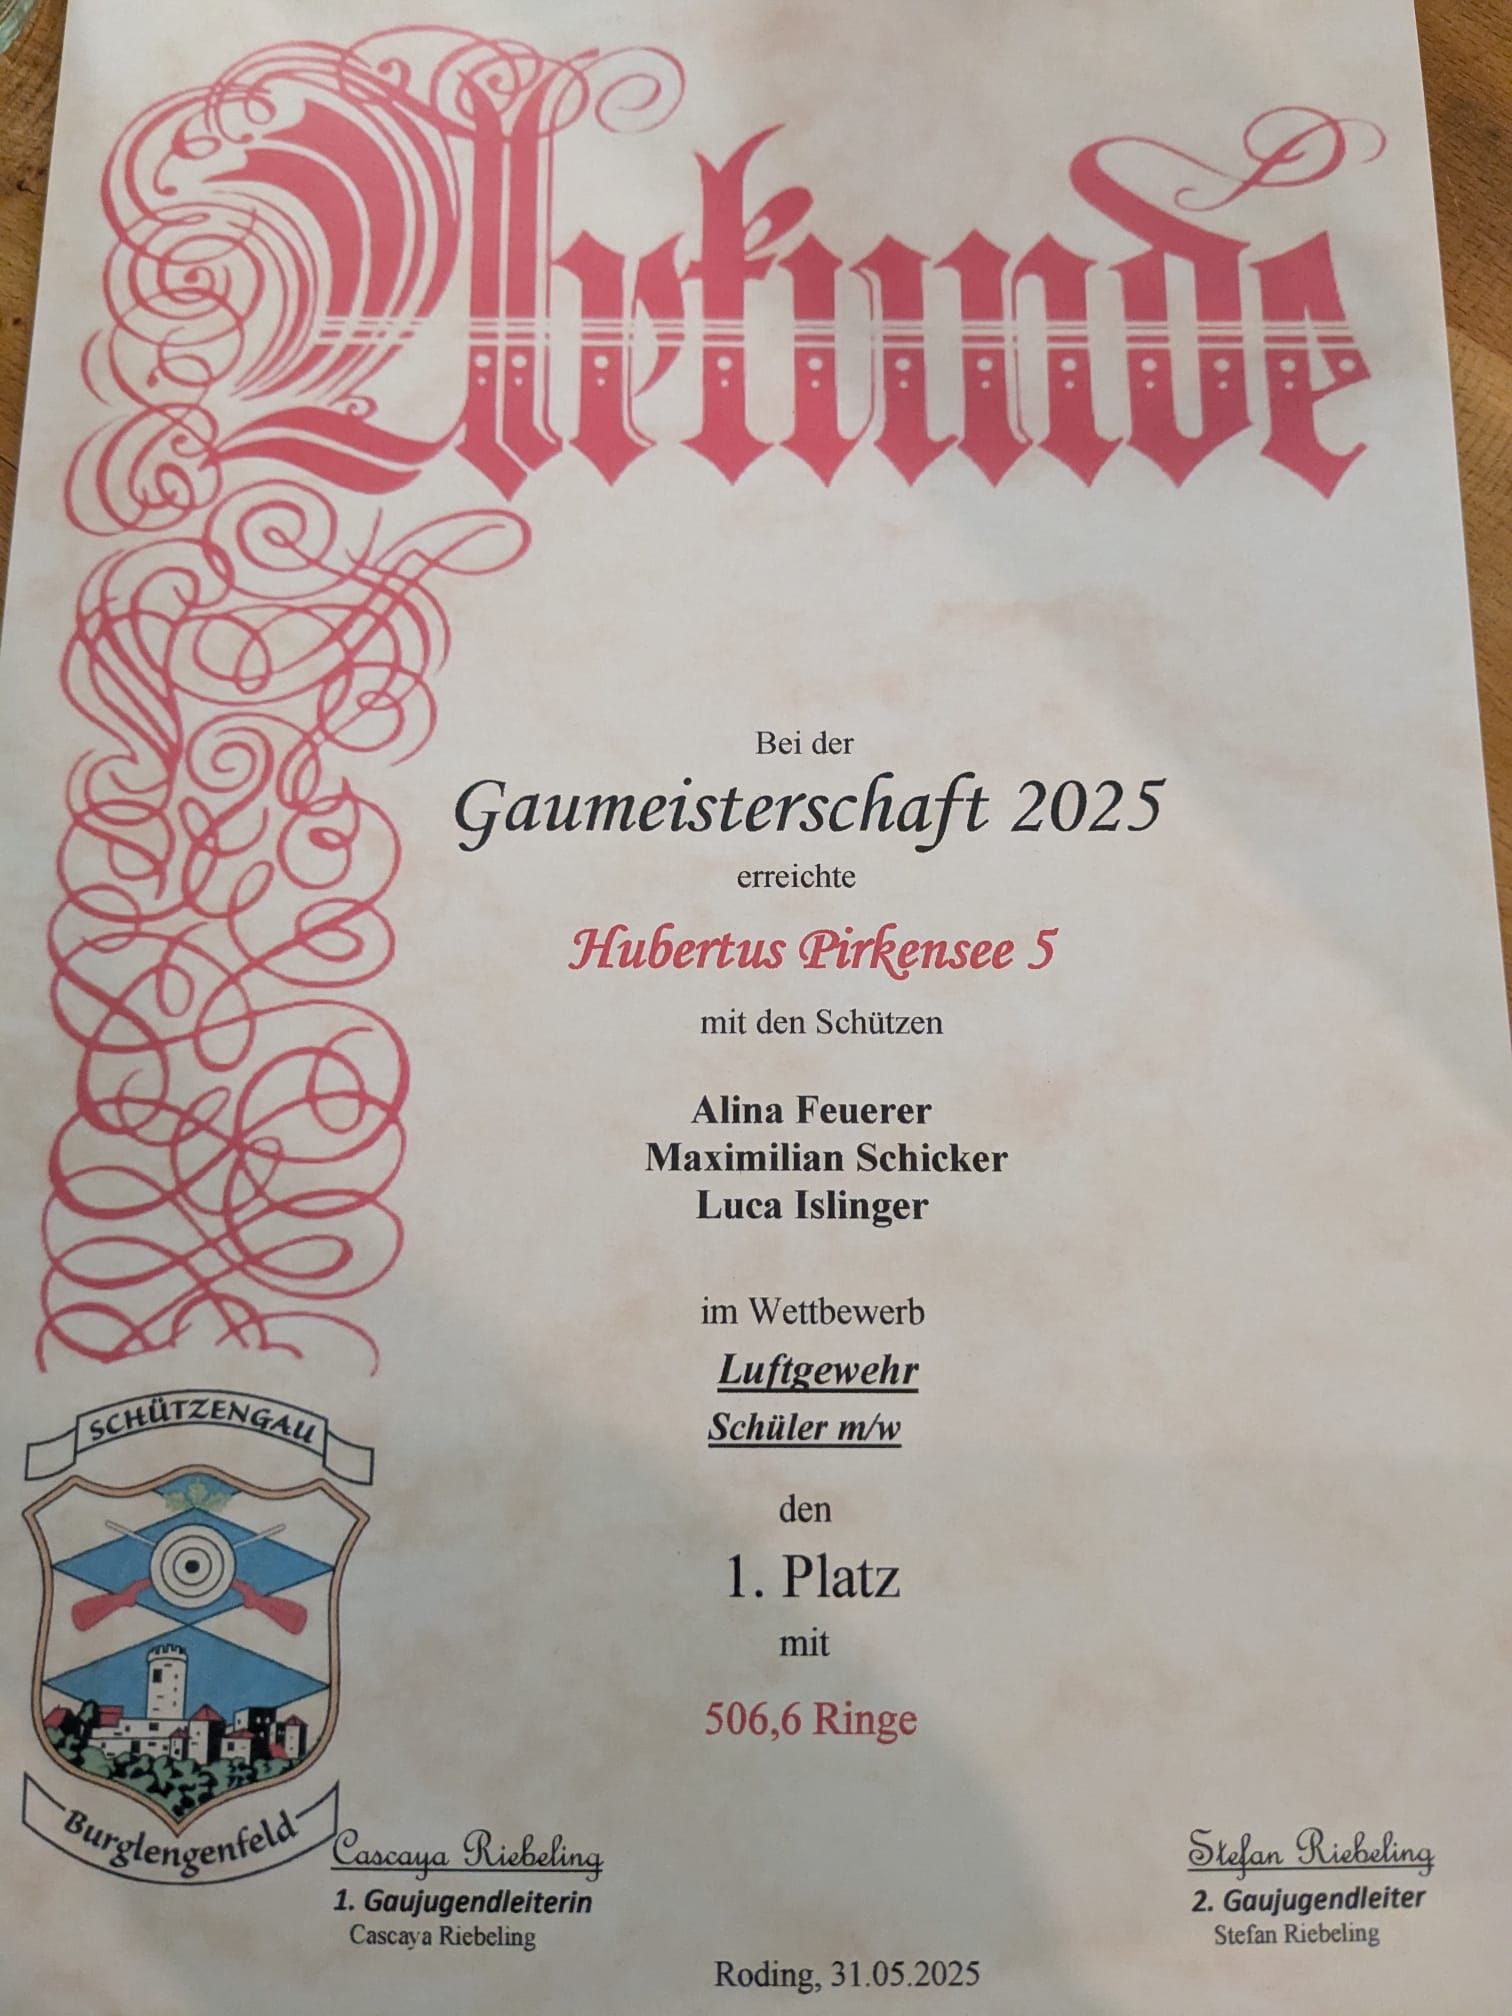 Urkunde
Bei der
Gaumeisterschaft 2025
erreichte
Hubertus Pirkensee 5
mit den Schützen
Alina Feuerer
Maximilian Schicker
Luca Islinger
im Wettbewerb
Luftgewehr
Schüler m/w
den
1. Platz
mit
506,6 Ringe
SCHÜTZENGAU
Burglengenfeld
Cascaya Riebeling
1. Gaujugendleiterin
Cascaya Riebeling
Stefan Riebeling
2. Gaujugendleiter
Stefan Riebeling
Roding, 31.05.2025